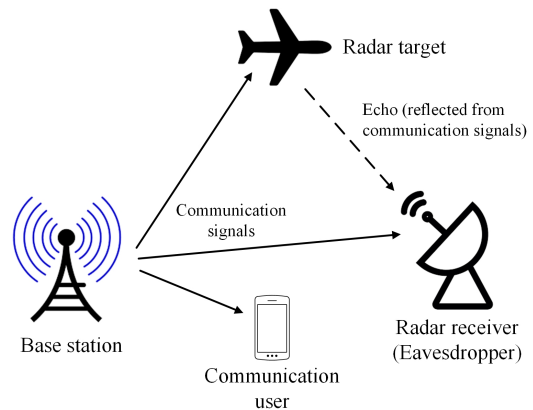 Radar target
Echo (reflected from
communication signals)
Communication
signals
Base station
Radar receiver
(Eavesdropper)
Communication
user